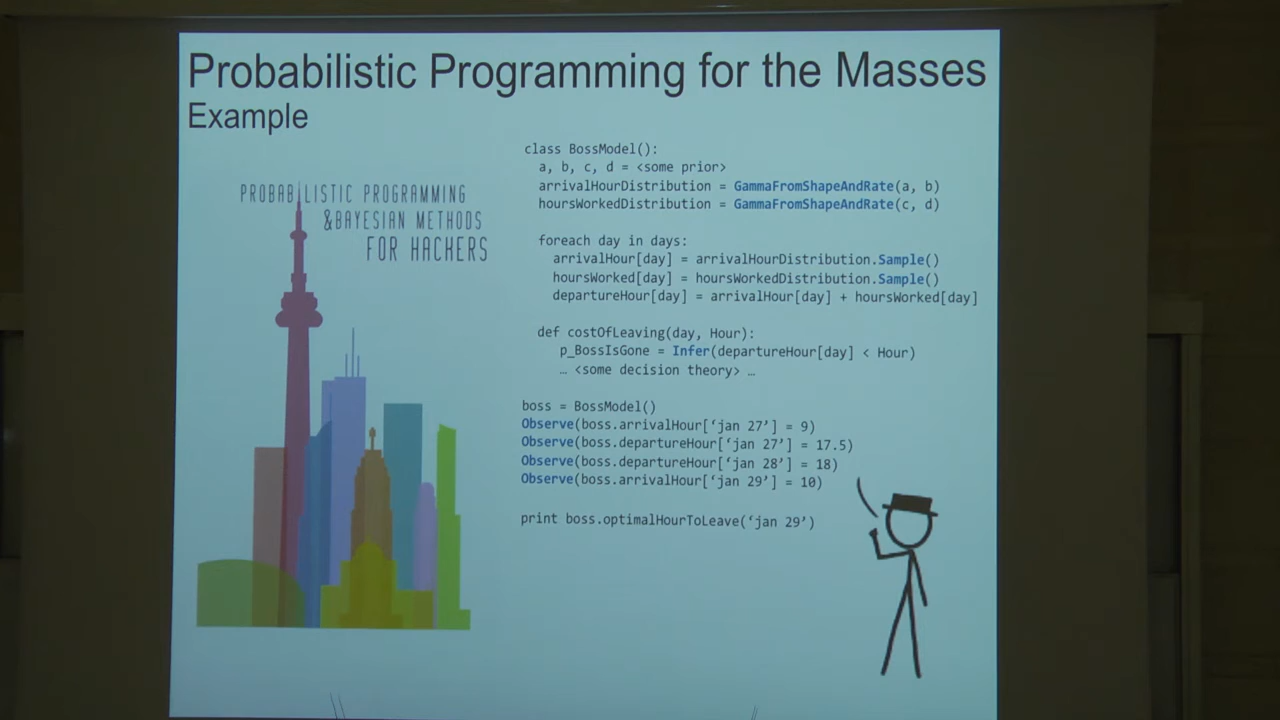 Probabilistic Programming for the Masses
Example
PROBABILISTIC PROGRAMMING
&BAYESIAN METHODS
FOR HACKERS
class BossModel():
a, b, c, d = <some prior>
arrivalHourDistribution = GammaFromShapeAndRate(a, b)
hoursWorkedDistribution = GammaFromShapeAndRate(c, d)
foreach day in days:
arrivalHour[day] = arrivalHourDistribution.Sample()
hoursWorked[day] = hoursWorkedDistribution.Sample()
departureHour[day] = arrivalHour[day] + hoursWorked[day]
def costOfLeaving(day, Hour):
p_BossIsGone = Infer(departureHour[day] < Hour)
… <some decision theory> …
boss = BossModel()
Observe(boss.arrivalHour[‘jan 27’] = 9)
Observe(boss.departureHour[‘jan 27’] = 17.5)
Observe(boss.departureHour[‘jan 28’] = 18)
Observe(boss.arrivalHour[‘jan 29’] = 10)
print boss.optimalHourToLeave(‘jan 29’)